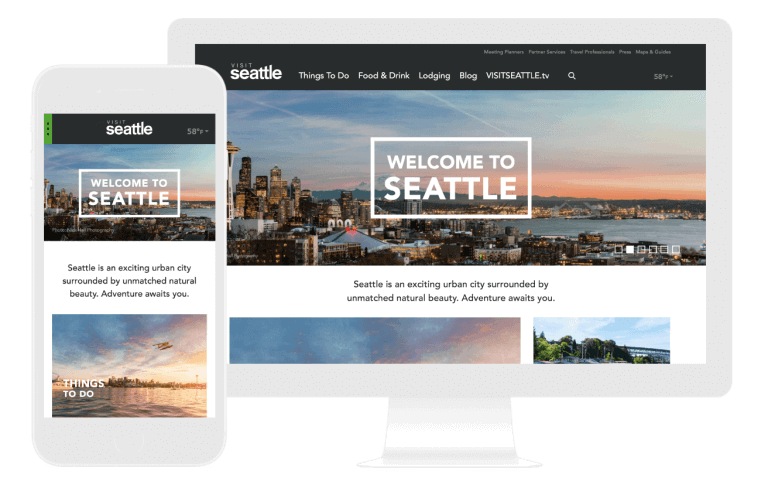 VISIT
seattle
58°F
WELCOME TO
SEATTLE
Photo: Alabastro Photography
Seattle is an exciting urban city
surrounded by unmatched natural
beauty. Adventure awaits you.
THINGS
TO DO
Meeting Planners Partner Services Travel Professionals Press Maps & Guides
VISIT
seattle
Things To Do Food & Drink Lodging Blog VISITSEATTLE.tv
58°F
WELCOME TO
SEATTLE
Photography
Seattle is an exciting urban city surrounded by
unmatched natural beauty. Adventure awaits you.